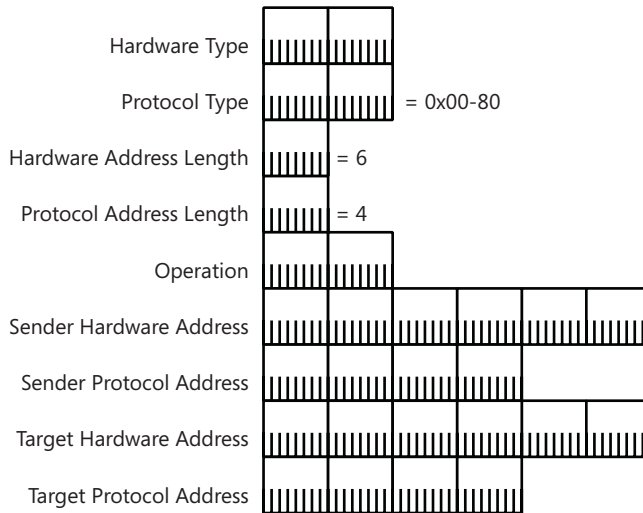 Hardware Type
Protocol Type = 0x00-80
Hardware Address Length = 6
Protocol Address Length = 4
Operation
Sender Hardware Address
Sender Protocol Address
Target Hardware Address
Target Protocol Address